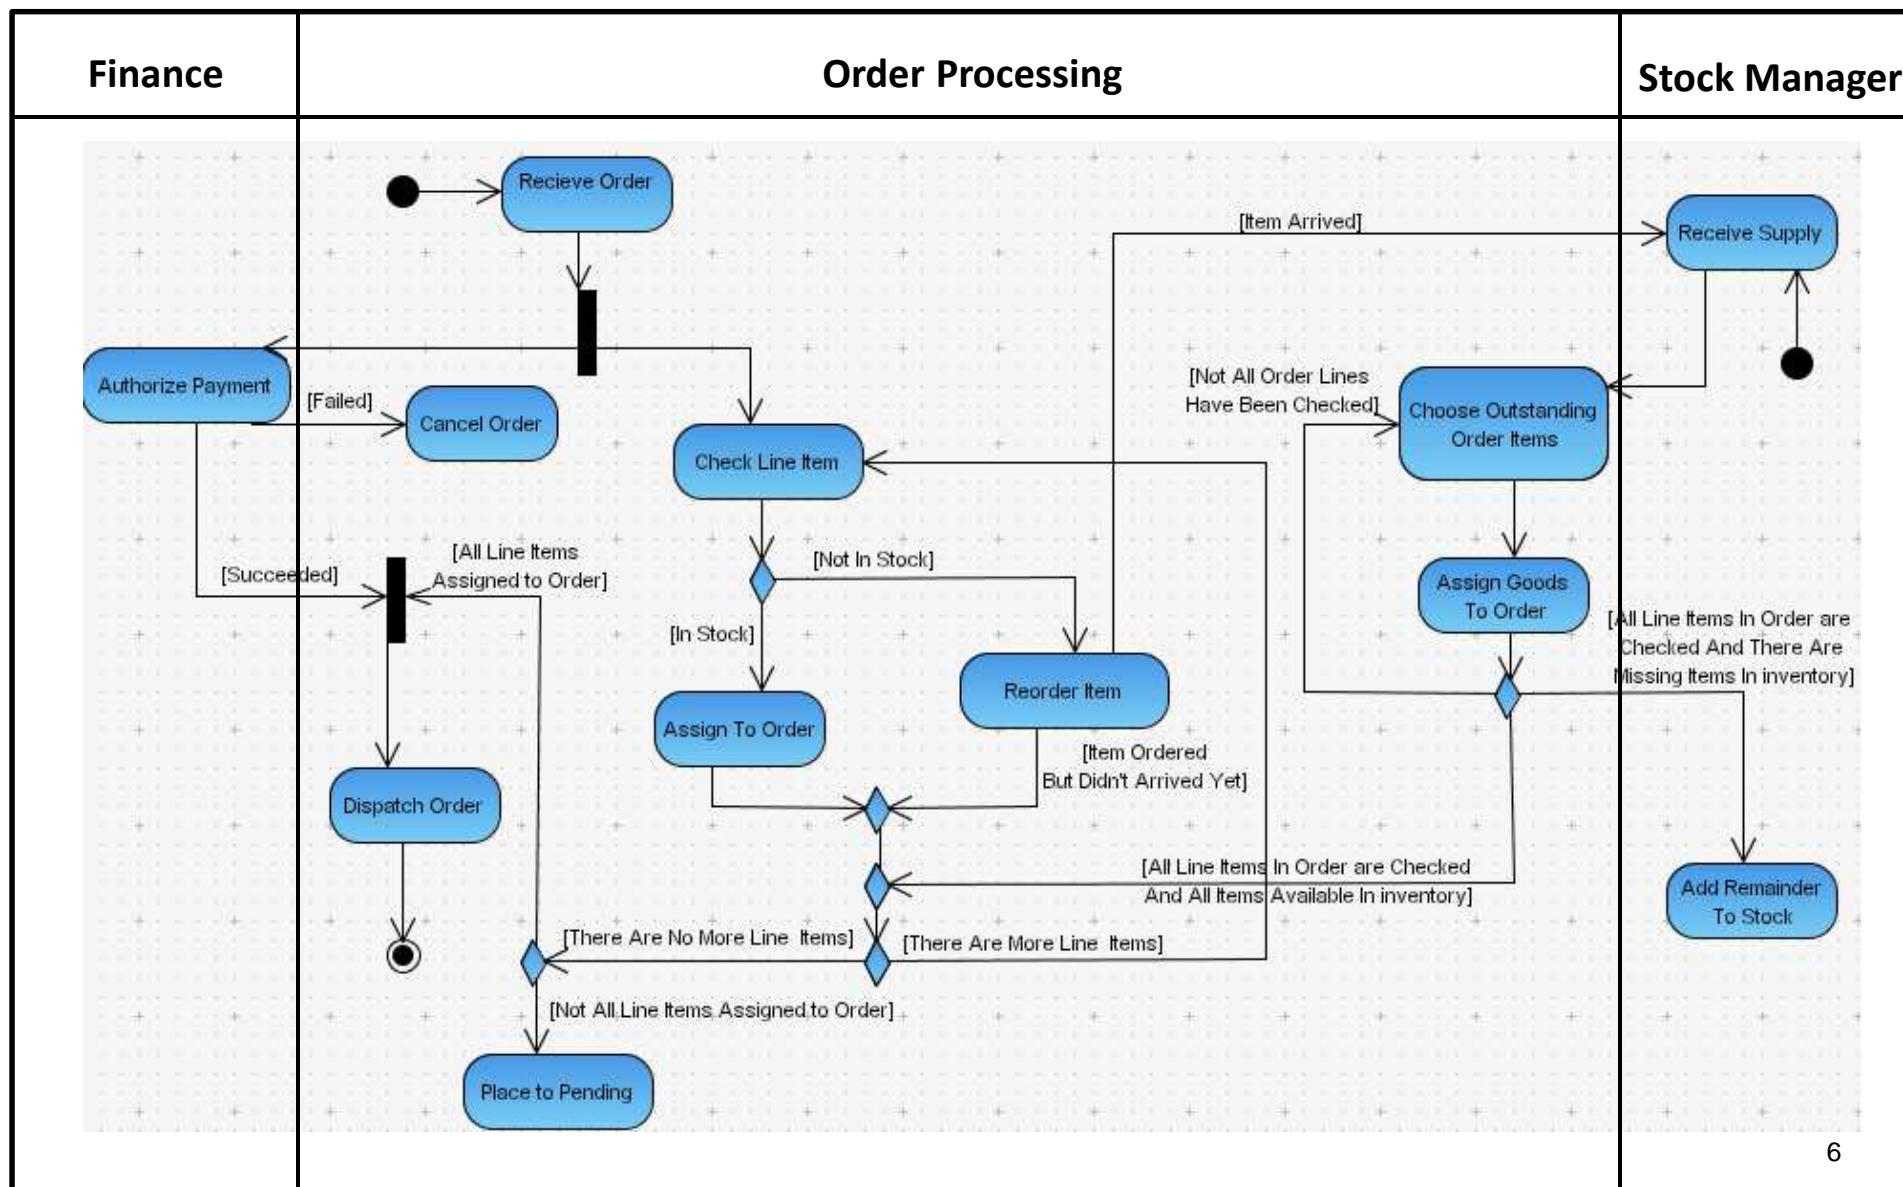 Finance
Order Processing
Stock Manager
Recieve Order
[Item Arrived]
Receive Supply
Authorize Payment
[Failed]
Cancel Order
[Not All Order Lines
Have Been Checked]
Choose Outstanding
Order Items
Check Line Item
[All Line Items
Assigned to Order]
[Succeeded]
[Not In Stock]
Assign Goods
To Order
[In Stock]
[All Line Items In Order are
Checked And There Are
Missing Items In inventory]
Reorder Item
Assign To Order
[Item Ordered
But Didn't Arrived Yet]
Dispatch Order
[All Line Items In Order are Checked
And All Items Available In inventory]
Add Remainder
To Stock
[There Are No More Line Items]
[There Are More Line Items]
[Not All Line Items Assigned to Order]
Place to Pending
6